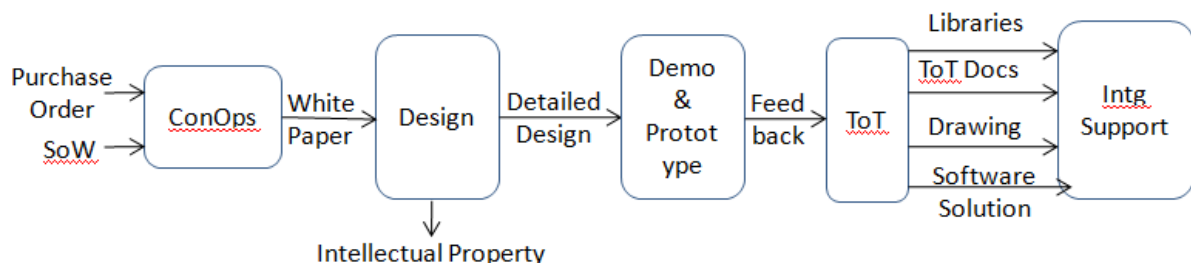 Purchase
Order
SoW
ConOps
White
Paper
Design
Intellectual Property
Detailed
Design
Demo
&
Protot
ype
Feed
back
ToT
Libraries
ToT Docs
Drawing
Software
Solution
Intg
Support